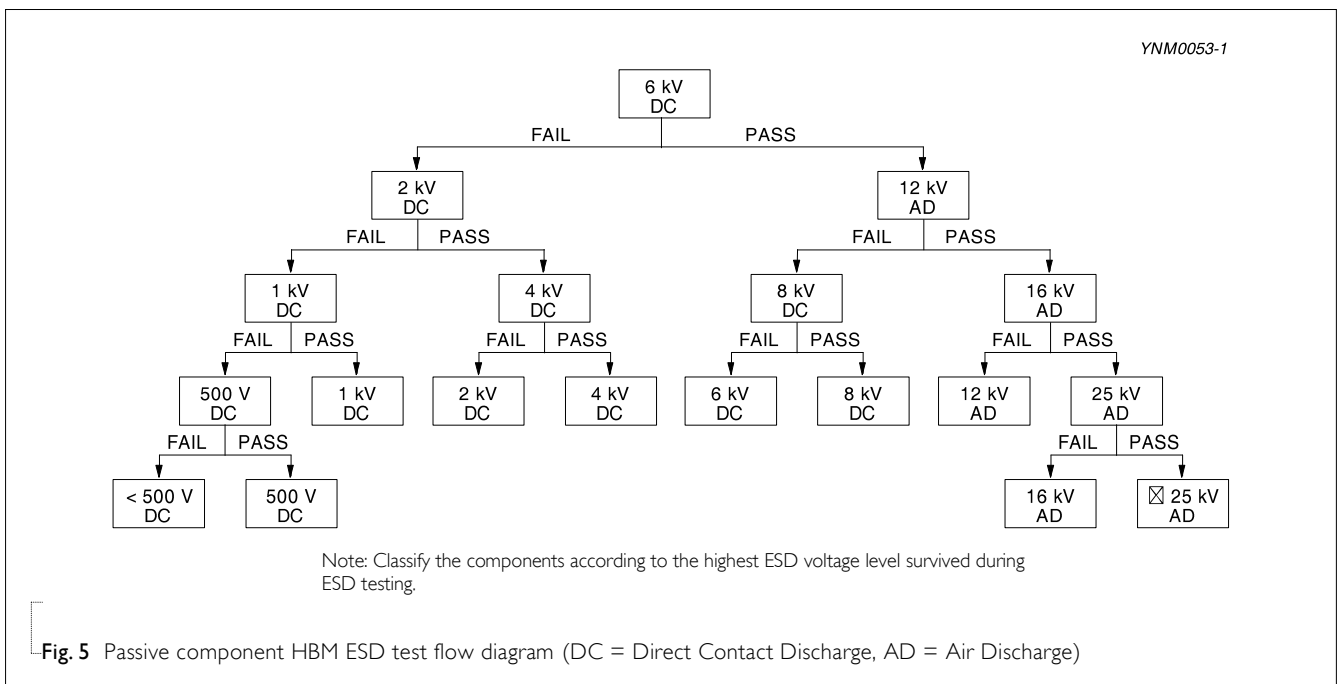 YNM0053-1
6 kV
DC
FAIL PASS
2 kV
DC
12 kV
AD
FAIL PASS
FAIL PASS
1 kV
DC
4 kV
DC
8 kV
DC
16 kV
AD
FAIL PASS
FAIL PASS
FAIL PASS
FAIL PASS
500 V
DC
1 kV
DC
2 kV
DC
4 kV
DC
6 kV
DC
8 kV
DC
12 kV
AD
25 kV
AD
FAIL PASS
FAIL PASS
< 500 V
DC
500 V
DC
16 kV
AD
☒ 25 kV
AD
Note: Classify the components according to the highest ESD voltage level survived during
ESD testing.
Fig. 5 Passive component HBM ESD test flow diagram (DC = Direct Contact Discharge, AD = Air Discharge)